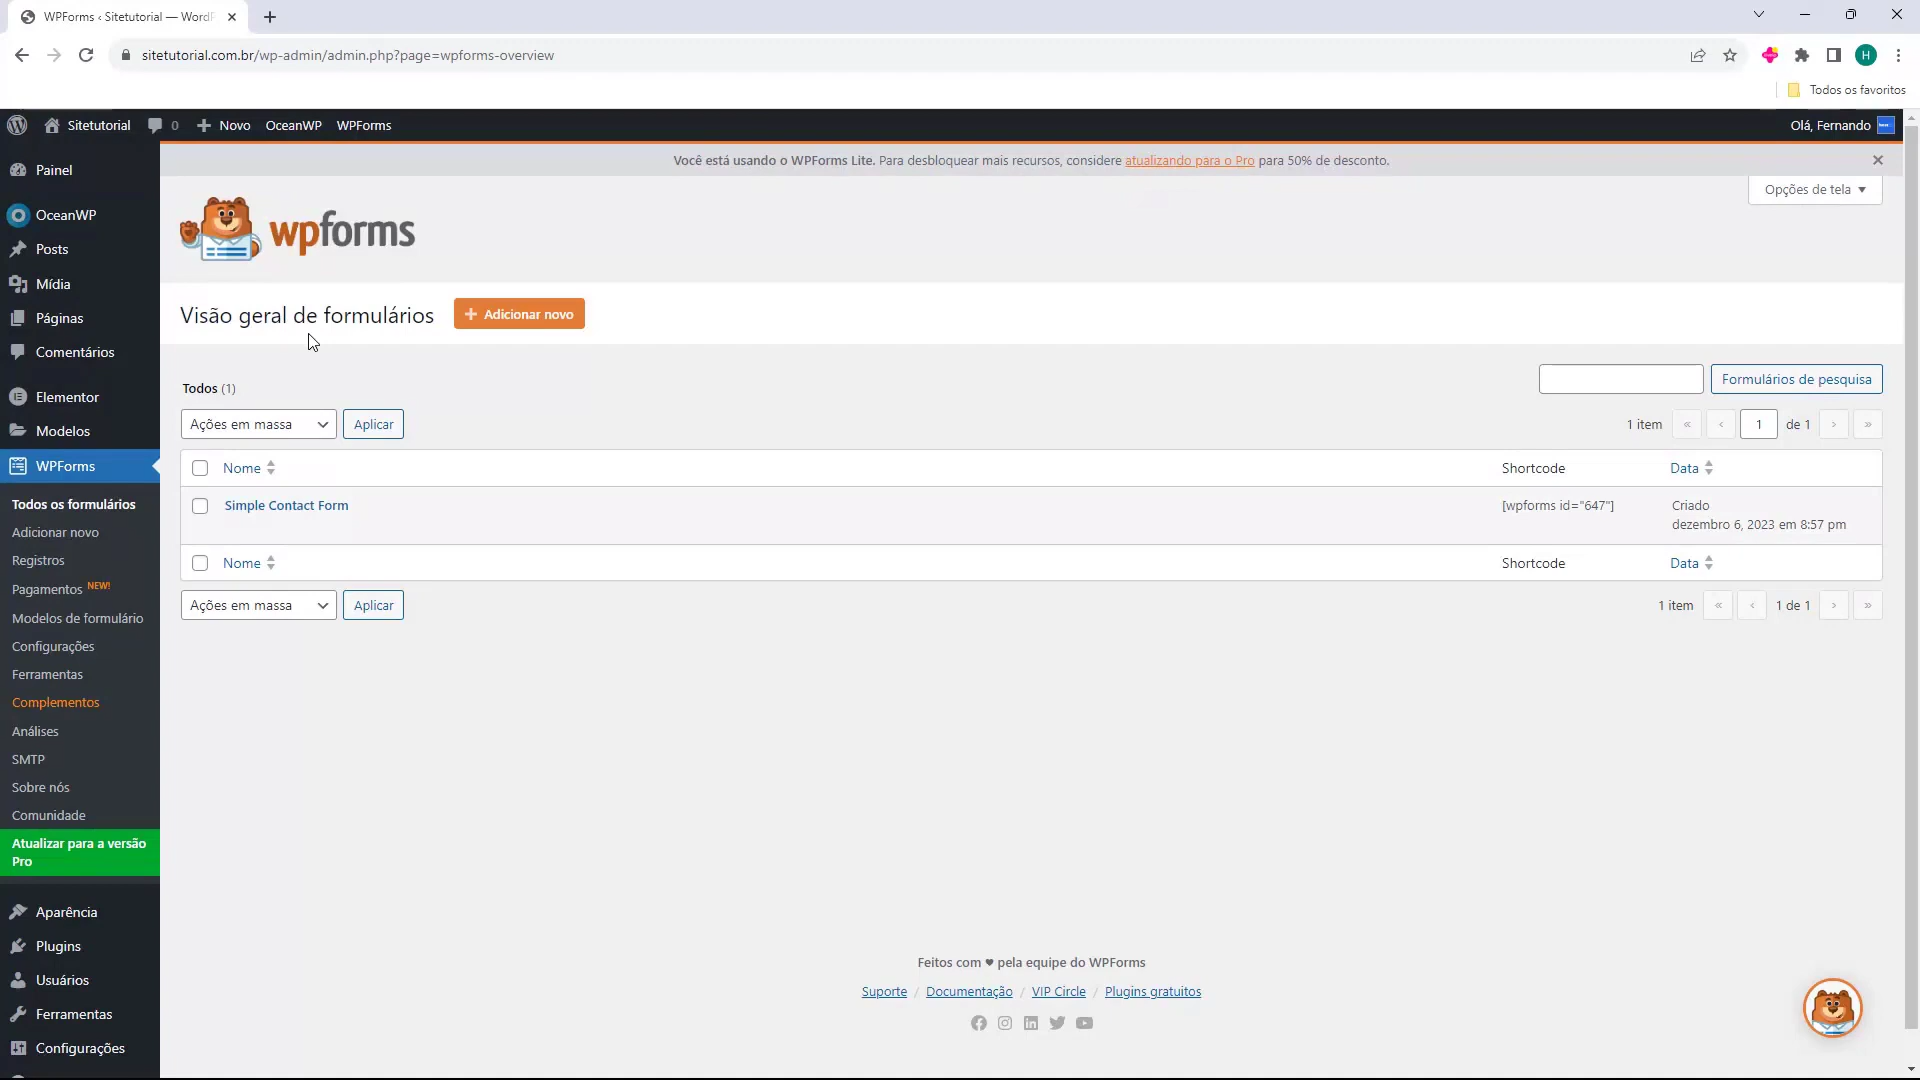 WPForms ‹ Sitetutorial — WordP
sitetutorial.com.br/wp-admin/admin.php?page=wpforms-overview
H
Todos os favoritos
Sitetutorial
0
Novo
OceanWP
WPForms
Olá, Fernando
Você está usando o WPForms Lite. Para desbloquear mais recursos, considere atualizando para o Pro para 50% de desconto.
Opções de tela
Painel
OceanWP
Posts
Mídia
Páginas
Comentários
Elementor
Modelos
WPForms
Todos os formulários
Adicionar novo
Registros
Pagamentos NEW!
Modelos de formulário
Configurações
Ferramentas
Complementos
Análises
SMTP
Sobre nós
Comunidade
Atualizar para a versão
Pro
Aparência
Plugins
Usuários
Ferramentas
Configurações
wpforms
Visão geral de formulários
Adicionar novo
Todos (1)
Formulários de pesquisa
Ações em massa
Aplicar
1 item
«
‹
1
de 1
›
»
Nome
Shortcode
Data
Simple Contact Form
[wpforms id="647"]
Criado
dezembro 6, 2023 em 8:57 pm
Nome
Shortcode
Data
Ações em massa
Aplicar
1 item
«
‹
1 de 1
›
»
Feitos com ♥ pela equipe do WPForms
Suporte / Documentação / VIP Circle / Plugins gratuitos